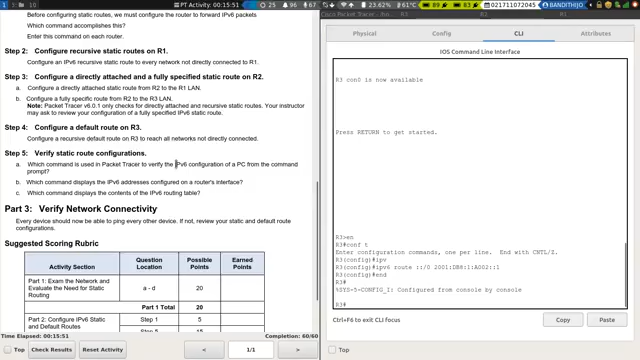 PT Activity 00:15:51
23.62% 61 89 83 021711072045 BANDITHIJO
Before configuring static routes, we must configure the router to forward IPv6 packets
Which command accomplishes this?
Enter this command on each router.
Step 2: Configure recursive static routes on R1.
Configure an IPv6 recursive static route to every network not directly connected to R1.
Step 3: Configure a directly attached and a fully specified static route on R2.
a. Configure a directly attached static route from R2 to the R1 LAN.
b. Configure a fully specific route from R2 to the R3 LAN.
Note: Packet Tracer v6.0.1 only checks for directly attached and recursive static routes. Your instructor
may ask to review your configuration of a fully specified IPv6 static route.
Step 4: Configure a default route on R3.
Configure a recursive default route on R3 to reach all networks not directly connected.
Step 5: Verify static route configurations.
a. Which command is used in Packet Tracer to verify the IPv6 configuration of a PC from the command
prompt?
b. Which command displays the IPv6 addresses configured on a router's interface?
c. Which command displays the contents of the IPv6 routing table?
Part 3: Verify Network Connectivity
Every device should now be able to ping every other device. If not, review your static and default route
configurations.
Suggested Scoring Rubric
Activity Section Question Location Possible Points Earned Points
Part 1: Exam the Network and Evaluate the Need for Static Routing a - d 20
Part 1 Total 20
Part 2: Configure IPv6 Static and Default Routes Step 1 5
Step 5 15
Time Elapsed: 00:15:51 Completion: 60/60
Top Check Results Reset Activity < 1/1 >
Physical Config CLI Attributes
IOS Command Line Interface
R3 con0 is now available
Press RETURN to get started.
R3>en
R3#conf t
Enter configuration commands, one per line. End with CNTL/Z.
R3(config)#ipv
R3(config)#ipv6 route ::/0 2001:DB8:1:A002::1
R3(config)#end
R3#
%SYS-5-CONFIG_I: Configured from console by console
R3#
Ctrl+F6 to exit CLI focus Copy Paste
Top